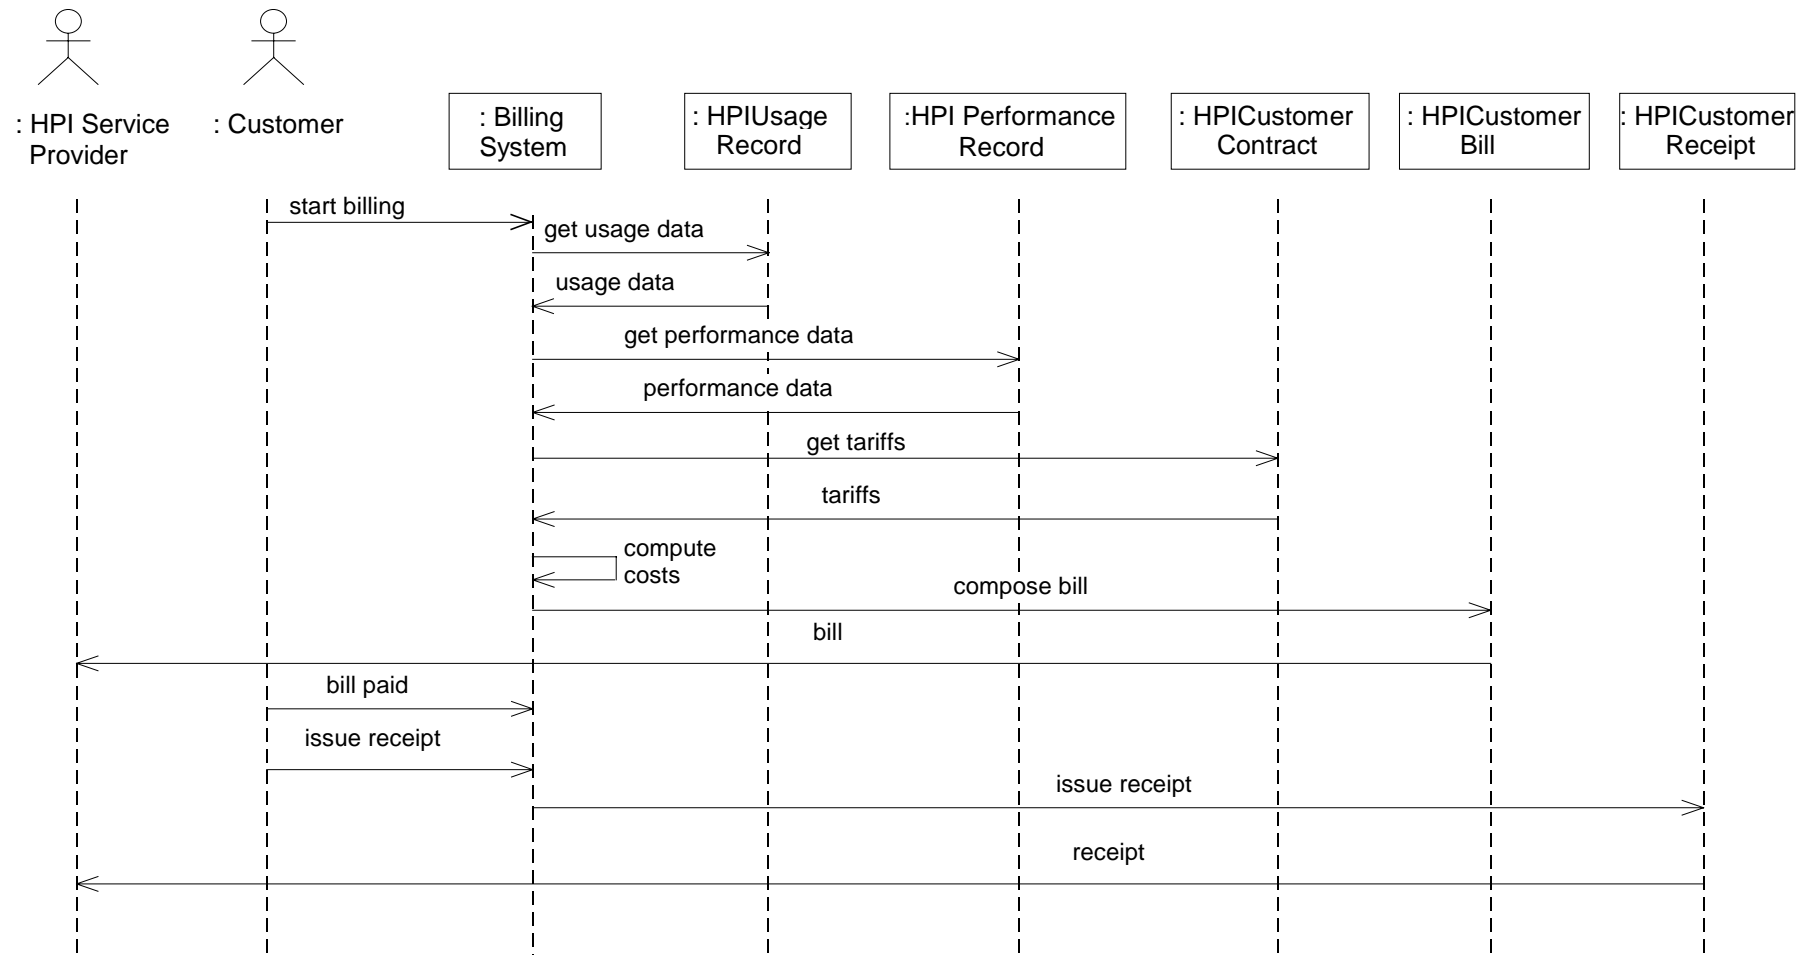 : HPI Service
Provider
: Customer
: Billing
System
: HPIUsage
Record
:HPI Performance
Record
: HPICustomer
Contract
: HPICustomer
Bill
: HPICustomer
Receipt
start billing
get usage data
usage data
get performance data
performance data
get tariffs
tariffs
compute
costs
compose bill
bill
bill paid
issue receipt
issue receipt
receipt